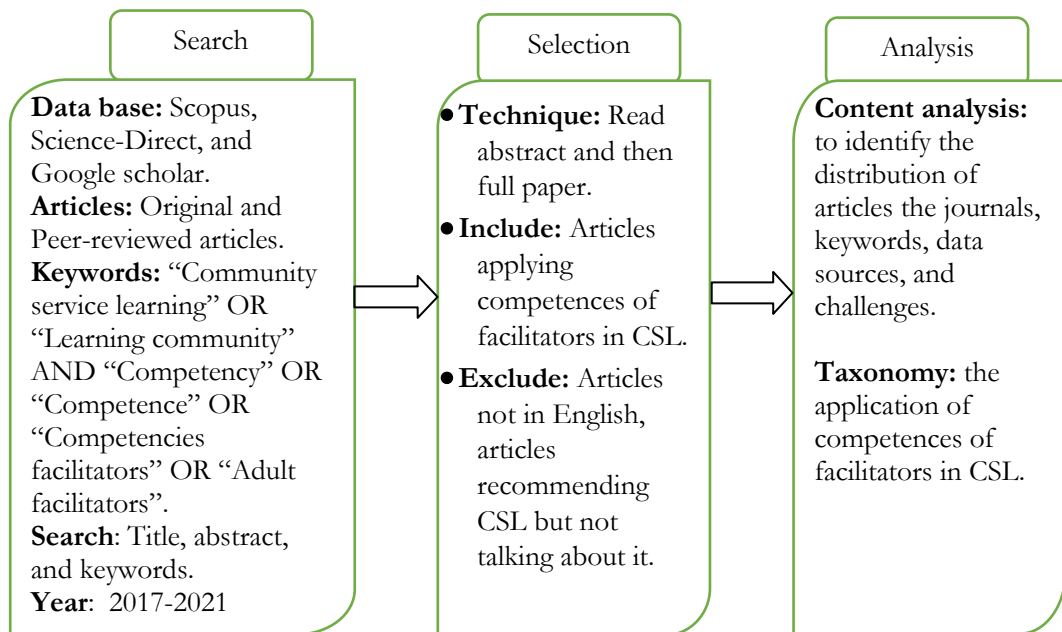 Search
Data base: Scopus,
Science-Direct, and
Google scholar.
Articles: Original and
Peer-reviewed articles.
Keywords: “Community
service learning” OR
“Learning community”
AND “Competency” OR
“Competence” OR
“Competencies
facilitators” OR “Adult
facilitators”.
Search: Title, abstract,
and keywords.
Year: 2017-2021
Selection
● Technique: Read
abstract and then
full paper.
● Include: Articles
applying
competences of
facilitators in CSL.
● Exclude: Articles
not in English,
articles
recommending
CSL but not
talking about it.
Analysis
Content analysis:
to identify the
distribution of
articles the journals,
keywords, data
sources, and
challenges.
Taxonomy: the
application of
competences of
facilitators in CSL.